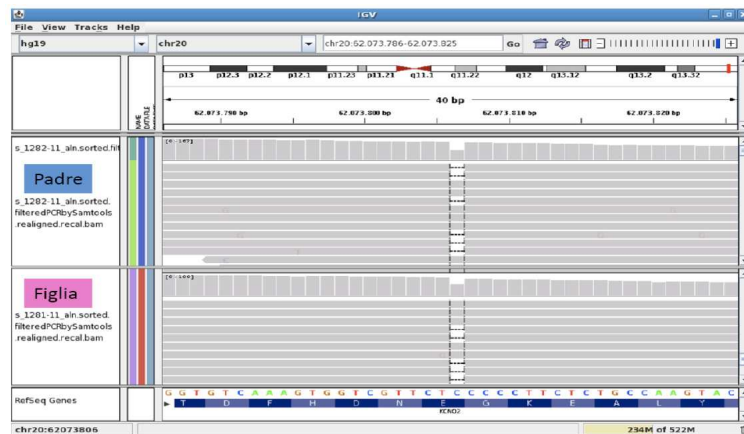 IGV
File View Tracks Help
hg19 chr20 chr20:62.073.786-62.073.825 Go
p13 p12.3 p12.2 p12.1 p11.23 p11.21 q11.1 q11.22 q12 q13.12 q13.2 q13.32
40 bp
62.073.790 bp 62.073.800 bp 62.073.810 bp 62.073.820 bp
s_1282-11_aln.sorted.filt
Padre
s_1282-11_aln.sorted.
filteredPCRbySamtools
.realigned.recal.bam
Figlia
s_1281-11_aln.sorted.
filteredPCRbySamtools
.realigned.recal.bam
G G T G T C A A A G T G G T C G T T C T C C C C C T T C T C T G C C A A G T A C
RefSeq Genes
T D F H D N E G K E A L Y
KCNQ2
chr20:62073806 234M of 522M